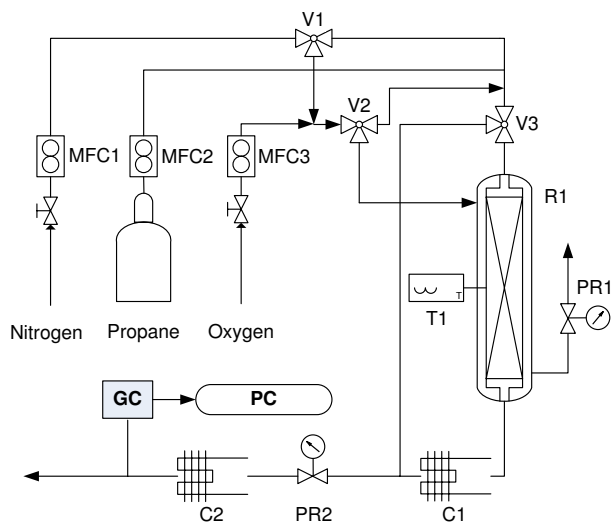 V1
V2
V3
MFC1
MFC2
MFC3
R1
PR1
T
T1
Nitrogen
Propane
Oxygen
GC
PC
C2
PR2
C1